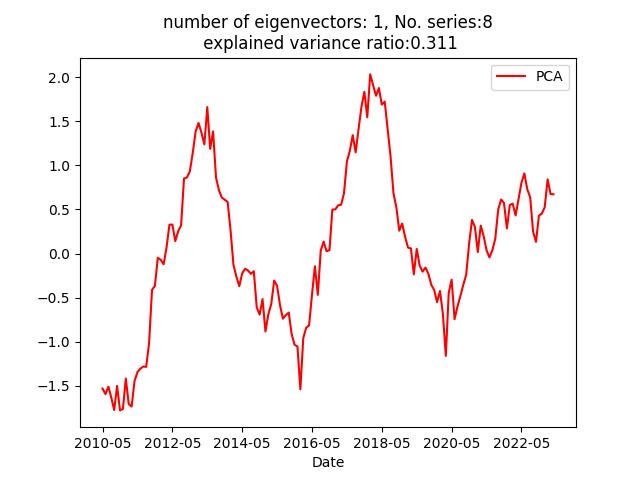 number of eigenvectors: 1, No. series:8
explained variance ratio:0.311
PCA
2.0
1.5
1.0
0.5
0.0
−0.5
−1.0
−1.5
2010-05 2012-05 2014-05 2016-05 2018-05 2020-05 2022-05
Date